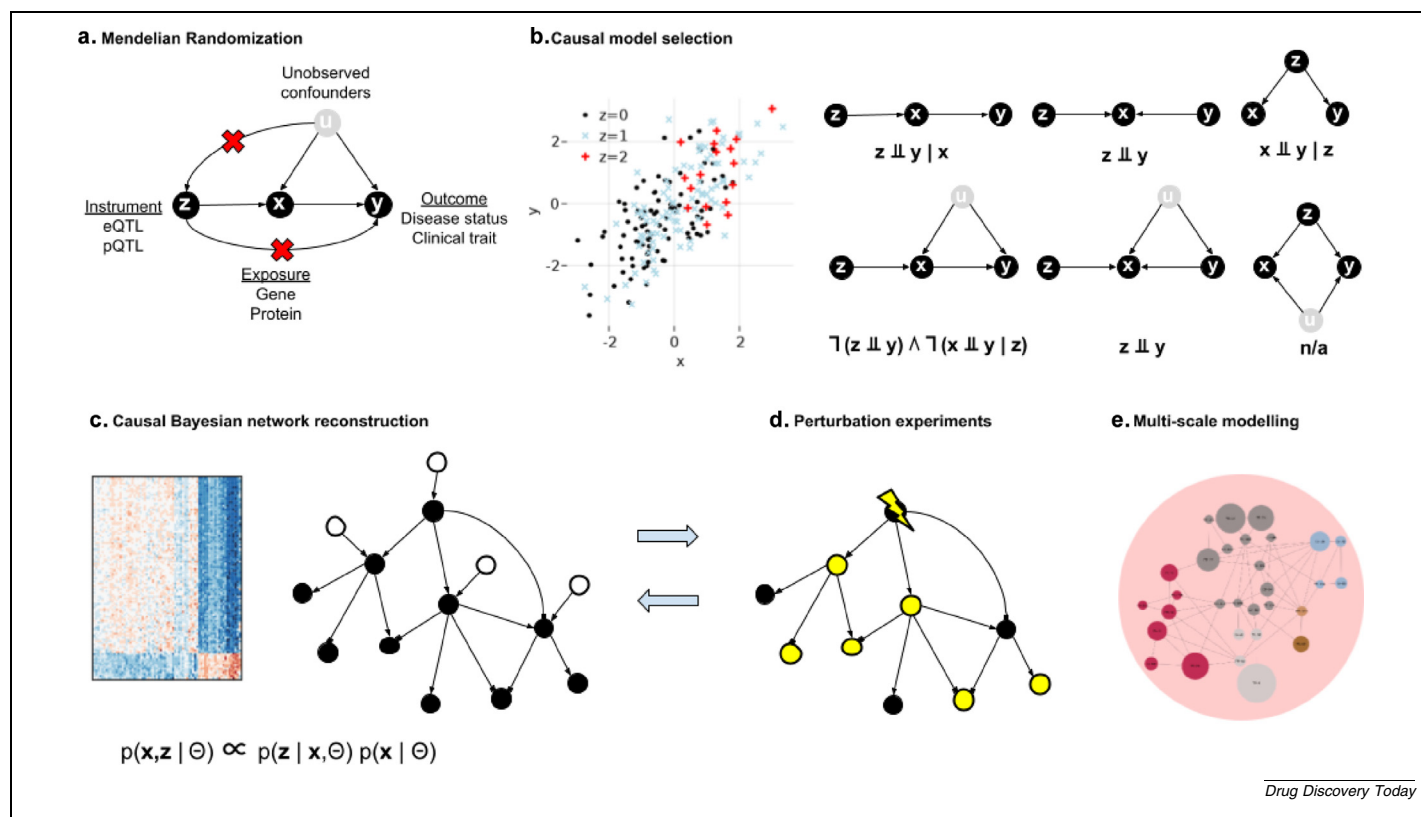 a. Mendelian Randomization
Unobserved
confounders
u
z
x
y
Instrument
eQTL
pQTL
Exposure
Gene
Protein
Outcome
Disease status
Clinical trait
b. Causal model selection
z=0
z=1
z=2
2
0
-2
y
-2
0
2
x
z x y
z ⫫ y | x
z x y
z ⫫ y
z
x y
x ⫫ y | z
u
z x y
⅂(z ⫫ y) ∧ ⅂(x ⫫ y | z)
u
z x y
z ⫫ y
z
x y
u
n/a
c. Causal Bayesian network reconstruction
p(x,z | Θ) ∝ p(z | x,Θ) p(x | Θ)
d. Perturbation experiments
e. Multi-scale modelling
Drug Discovery Today